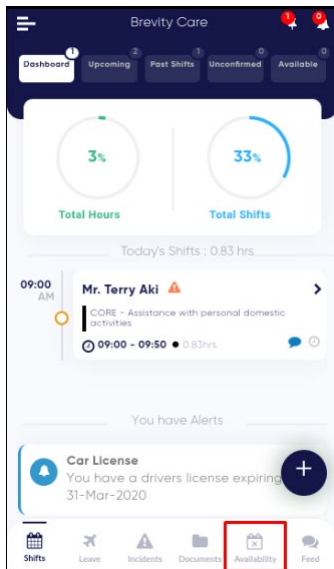 Brevity Care
1
0
1
2
1
0
0
Dashboard
Upcoming
Past Shifts
Unconfirmed
Available
3%
33%
Total Hours
Total Shifts
Today's Shifts : 0.83 hrs
09:00
AM
Mr. Terry Aki
CORE - Assistance with personal domestic
activities
09:00 - 09:50 ● 0.83hrs
You have Alerts
Car License
You have a drivers license expiring
31-Mar-2020
+
Shifts
Leave
Incidents
Documents
Availability
Feed